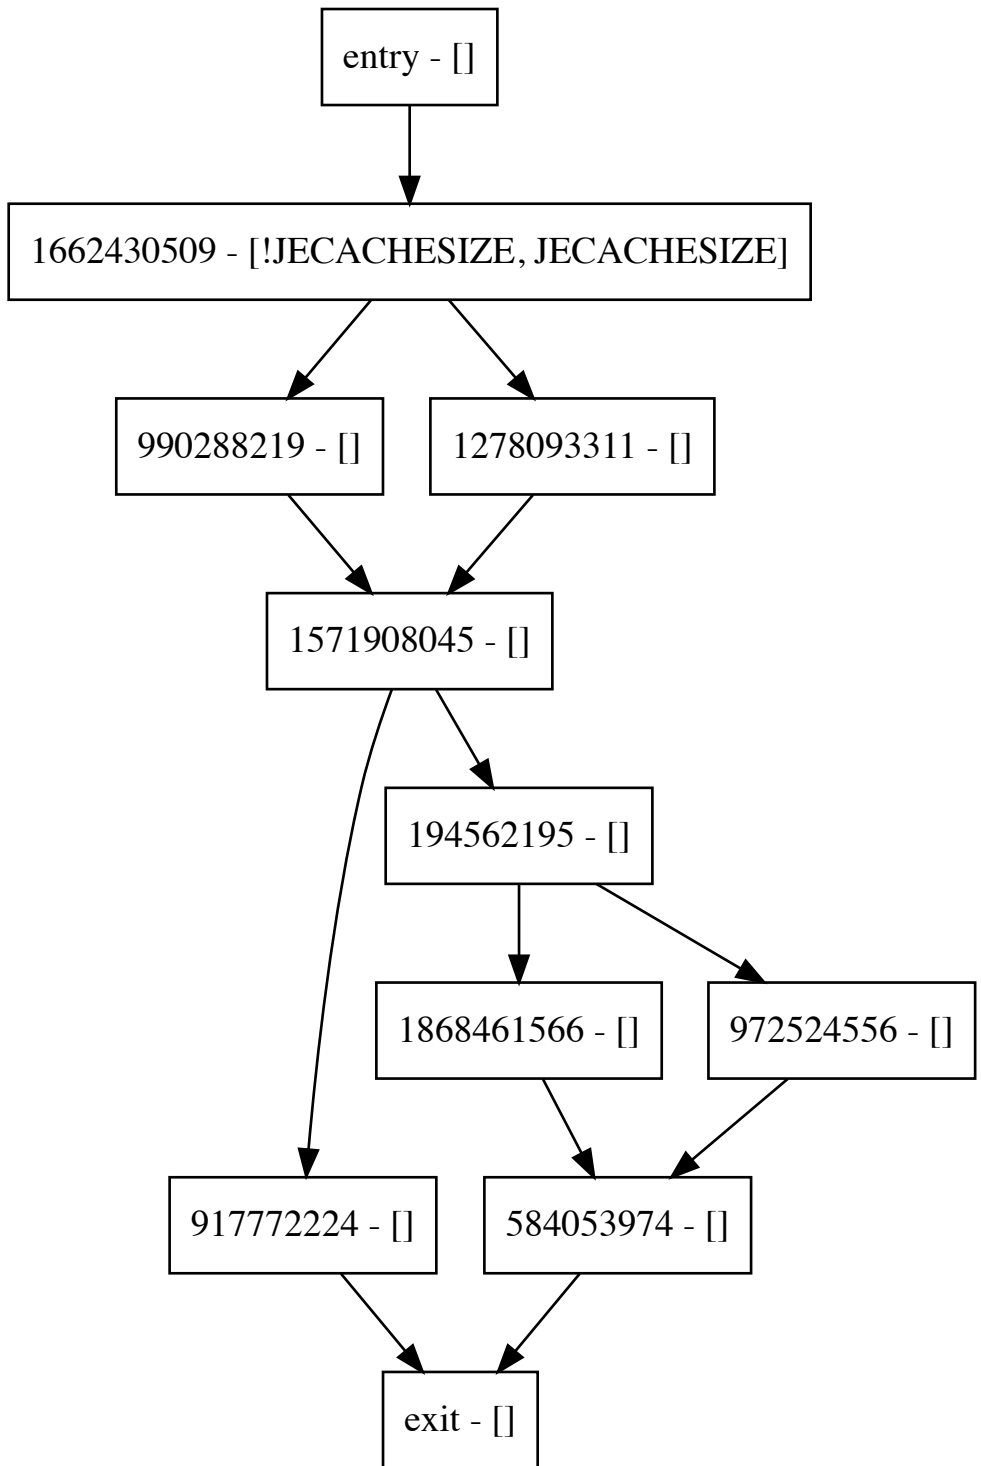 entry - []
1662430509 - [!JECACHESIZE, JECACHESIZE]
990288219 - []
1278093311 - []
1571908045 - []
194562195 - []
1868461566 - []
972524556 - []
917772224 - []
584053974 - []
exit - []